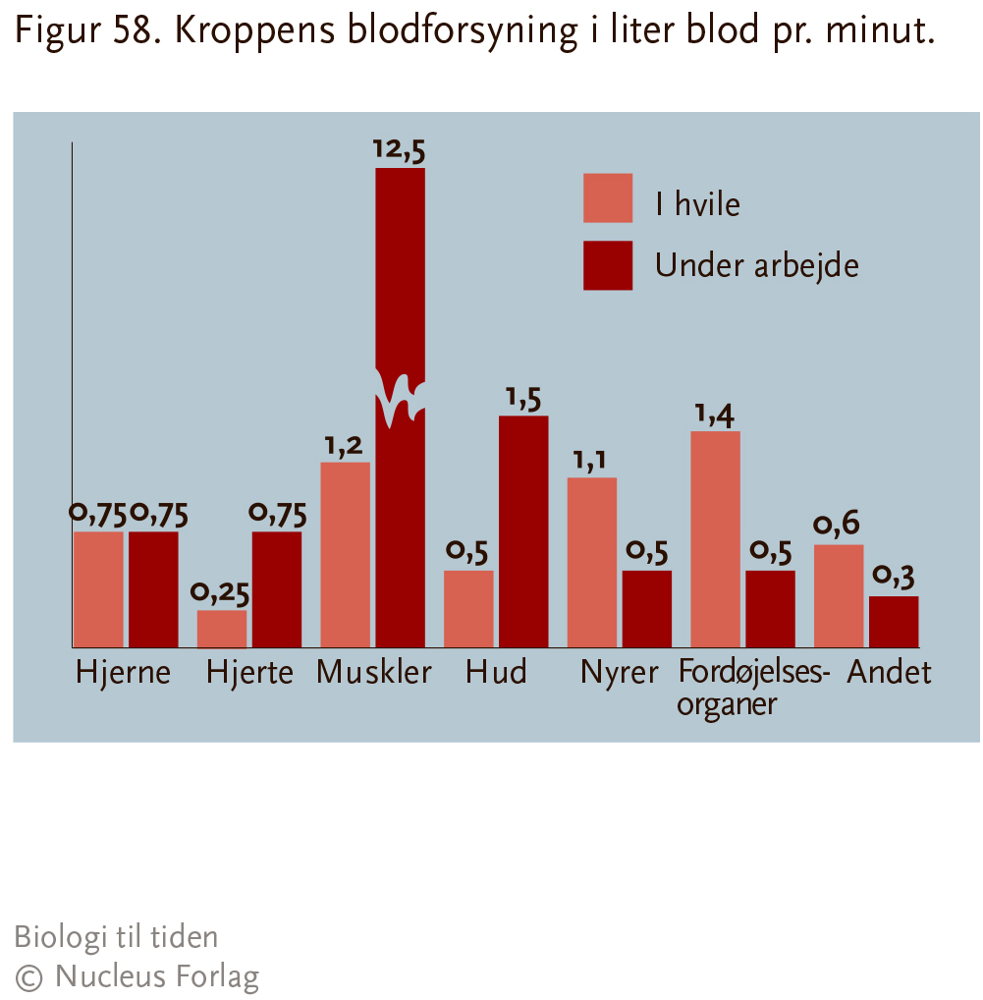 Figur 58. Kroppens blodforsyning i liter blod pr. minut.
12,5
I hvile
Under arbejde
1,5
1,4
1,2
1,1
0,75 0,75
0,75
0,5
0,5
0,5
0,6
0,25
0,3
Hjerne Hjerte Muskler Hud Nyrer Fordøjelses- Andet
organer
Biologi til tiden
© Nucleus Forlag